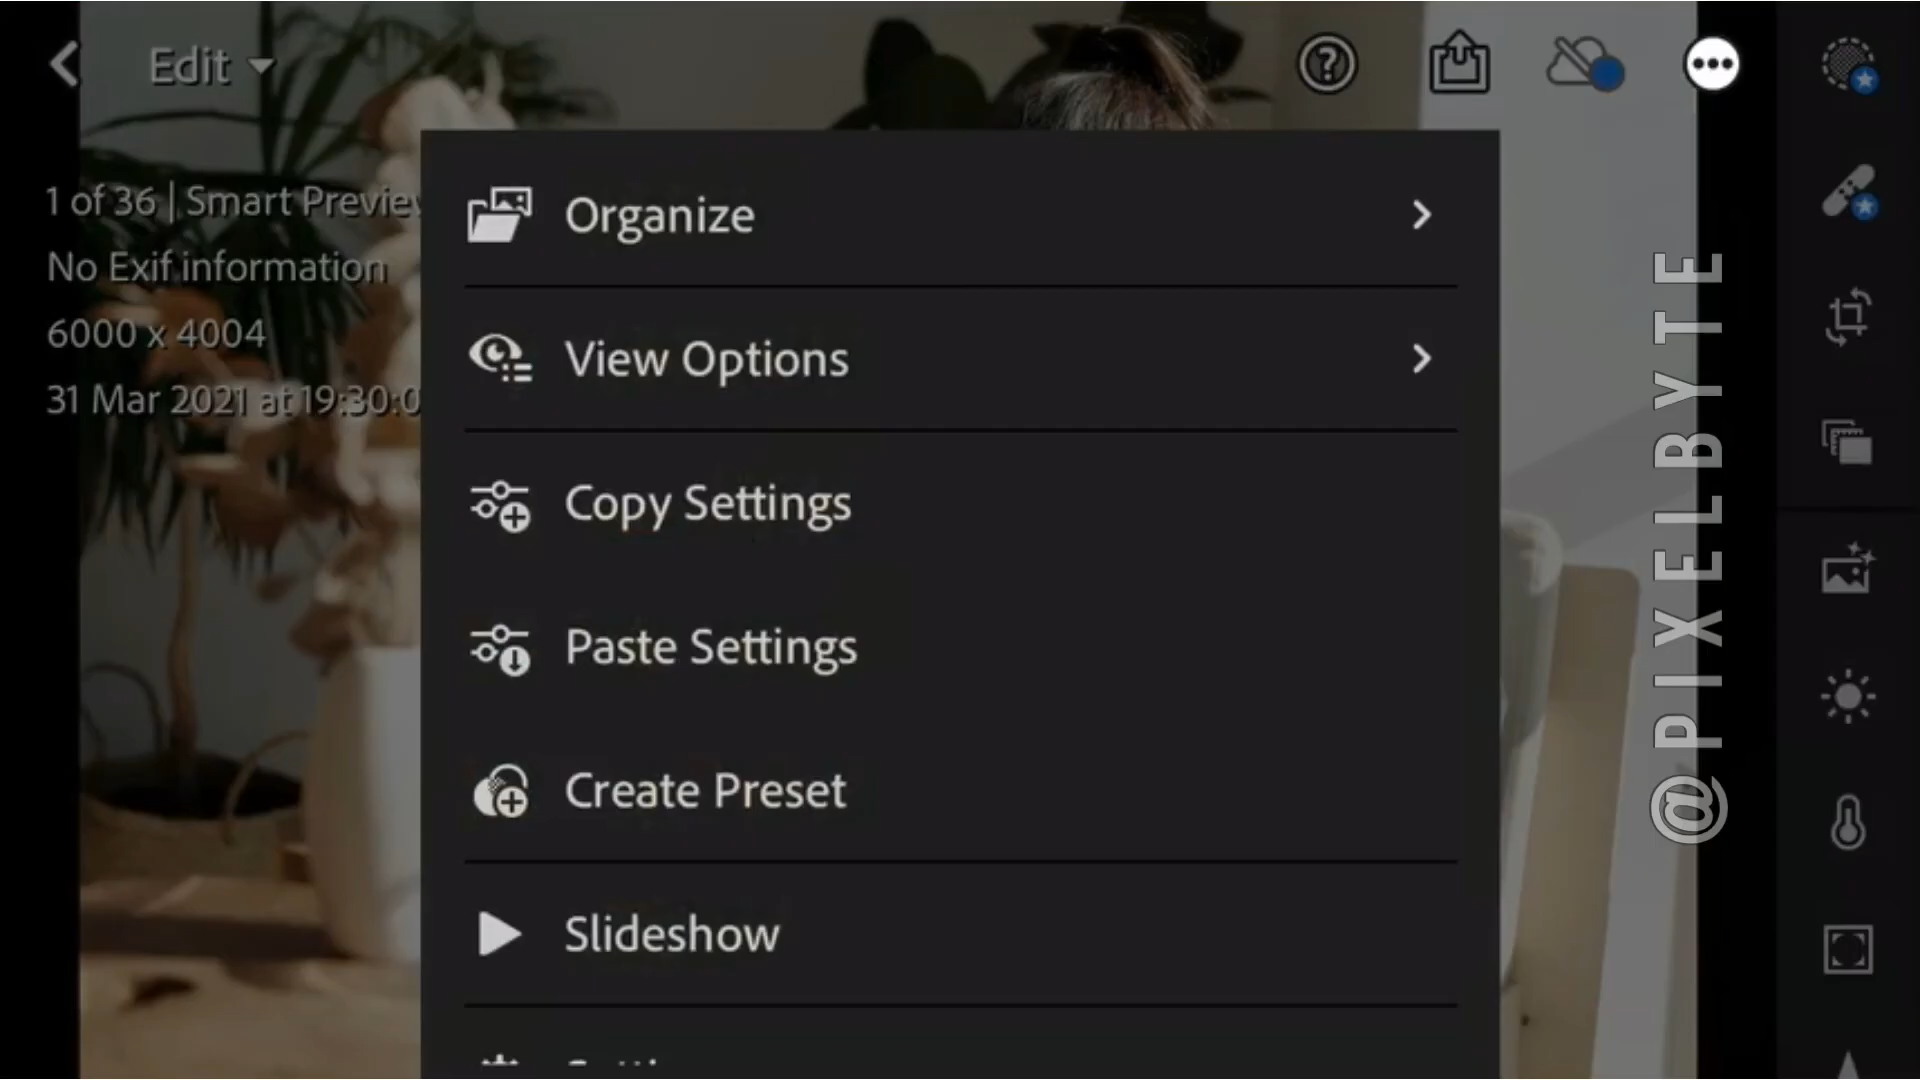 Edit
1 of 36 | Smart Preview
No Exif information
6000 x 4004
31 Mar 2021 at 19:30:0
Organize
View Options
Copy Settings
Paste Settings
Create Preset
Slideshow
@PIXELBYTE